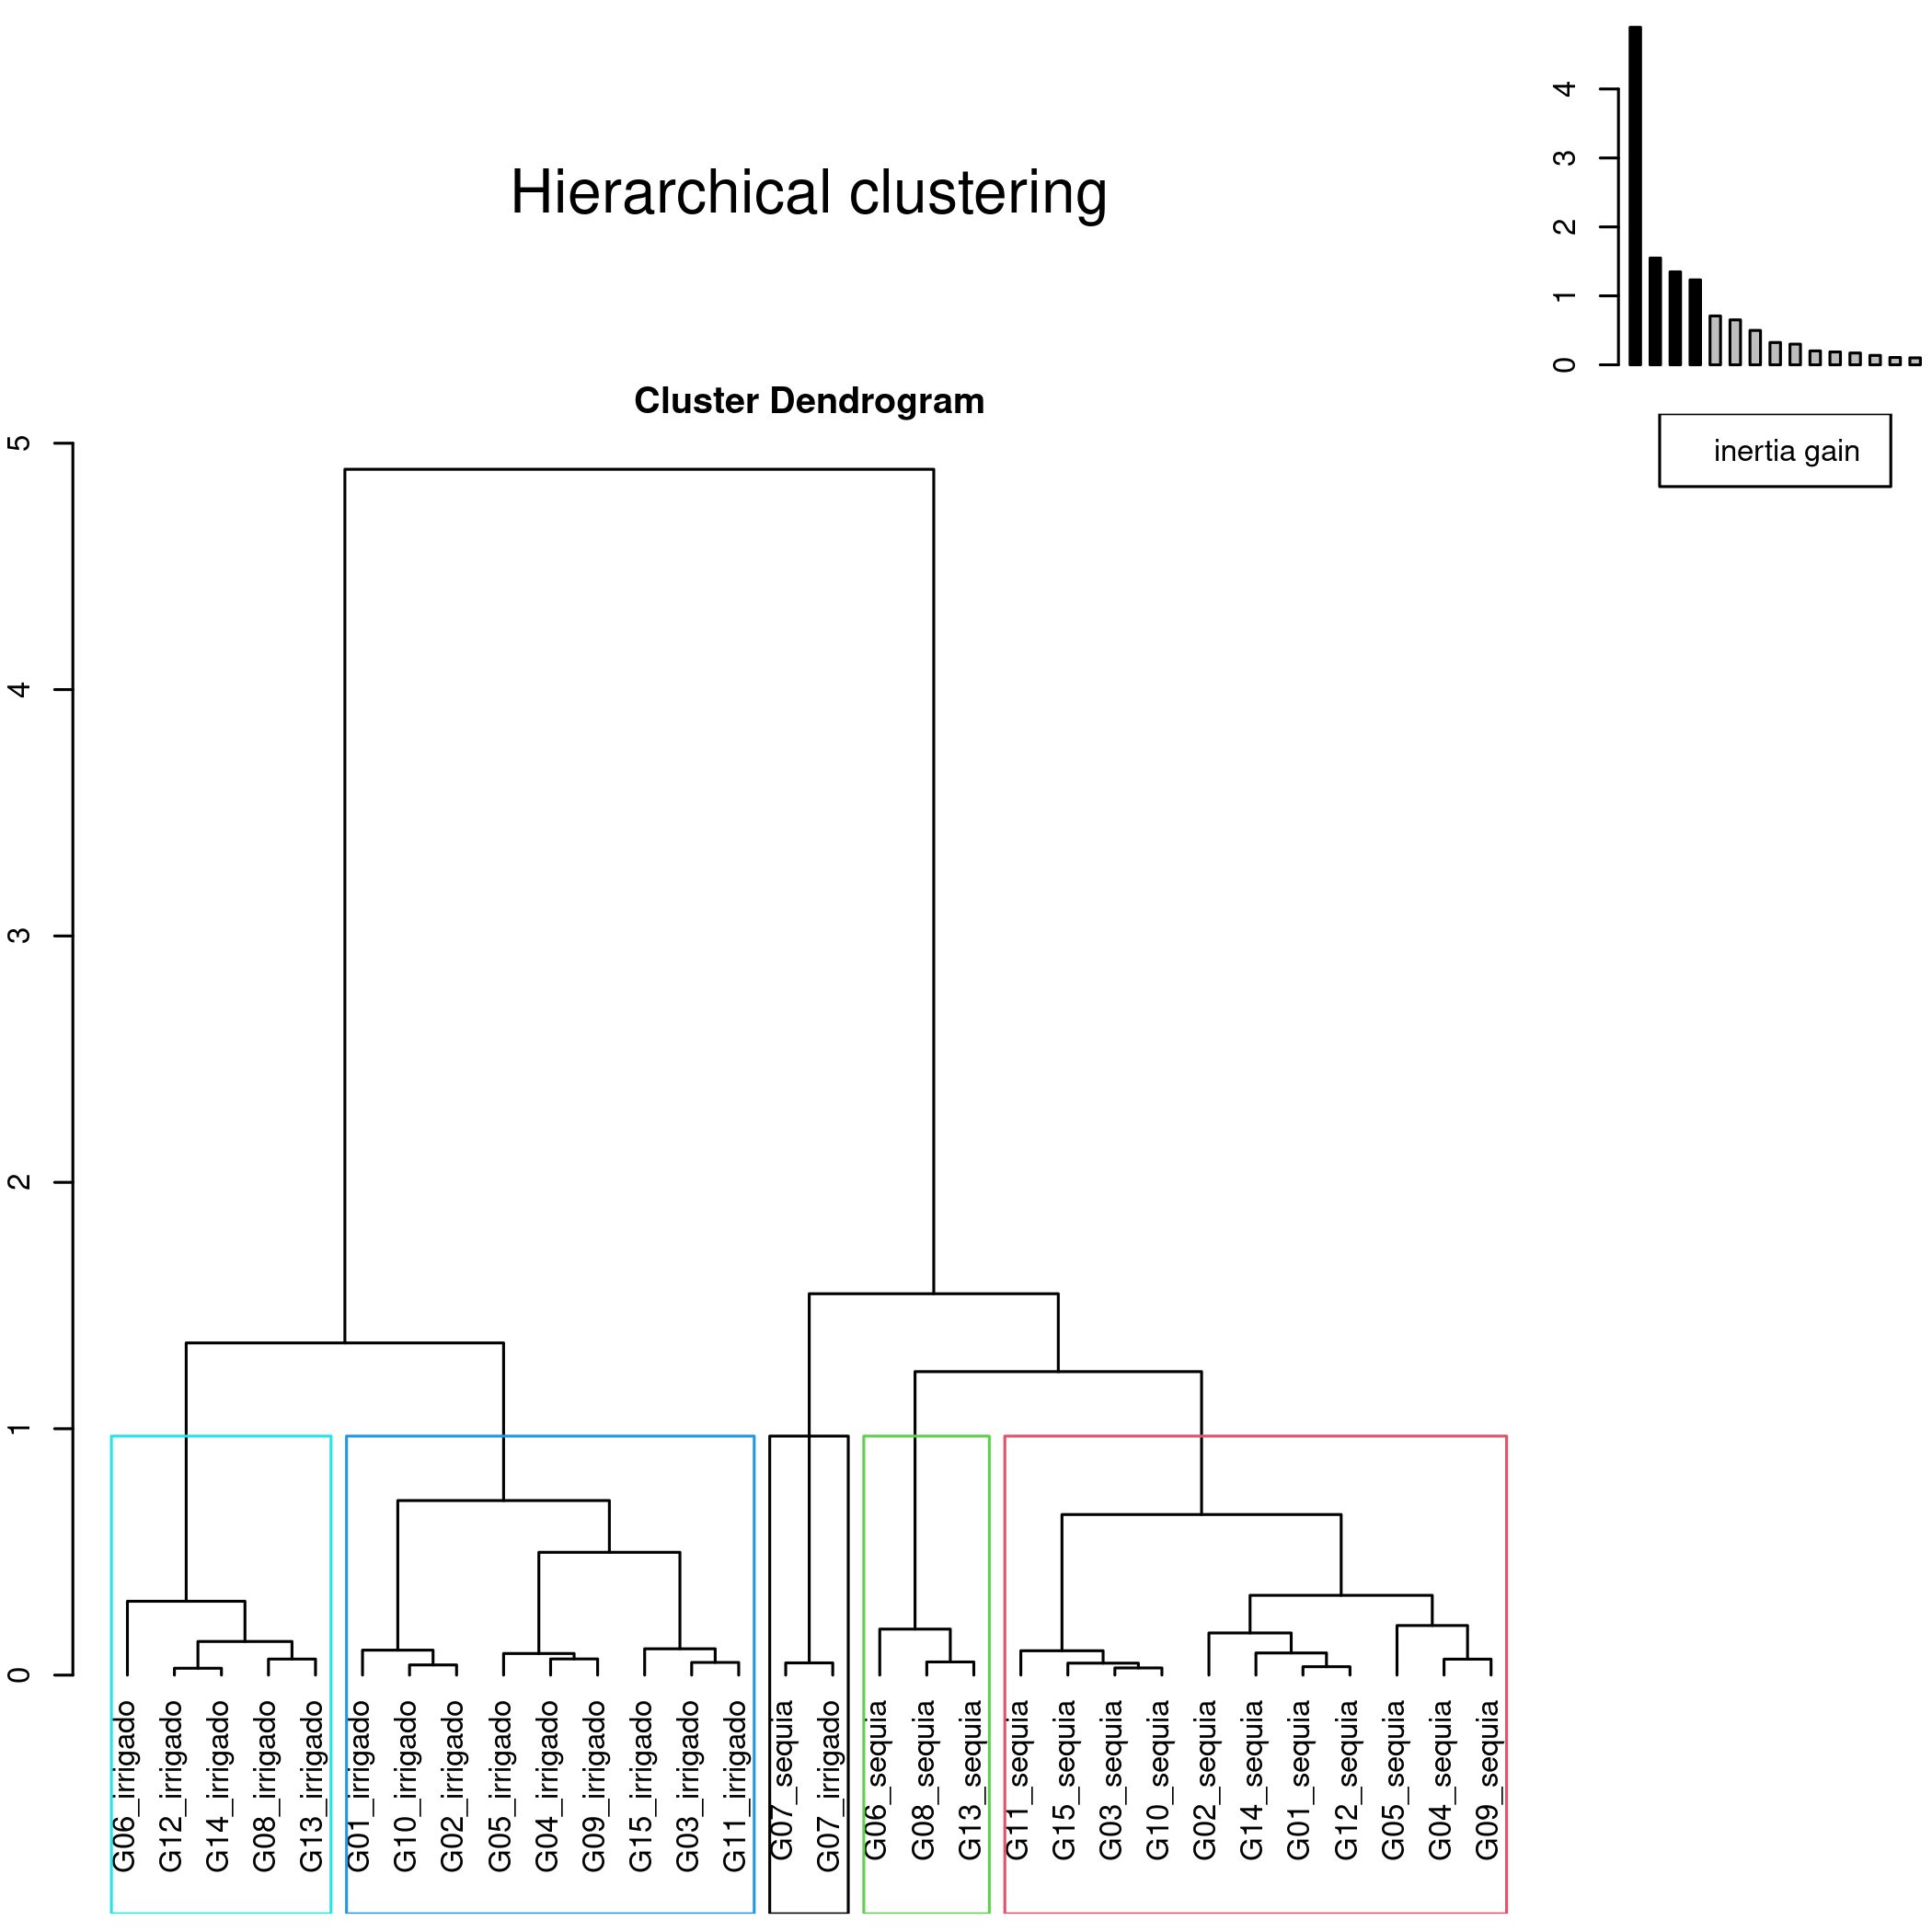 Hierarchical clustering
4
3
2
1
0
inertia gain
Cluster Dendrogram
5
4
3
2
1
0
G06_irrigado
G12_irrigado
G14_irrigado
G08_irrigado
G13_irrigado
G01_irrigado
G10_irrigado
G02_irrigado
G05_irrigado
G04_irrigado
G09_irrigado
G15_irrigado
G03_irrigado
G11_irrigado
G07_sequia
G07_irrigado
G06_sequia
G08_sequia
G13_sequia
G11_sequia
G15_sequia
G03_sequia
G10_sequia
G02_sequia
G14_sequia
G01_sequia
G12_sequia
G05_sequia
G04_sequia
G09_sequia